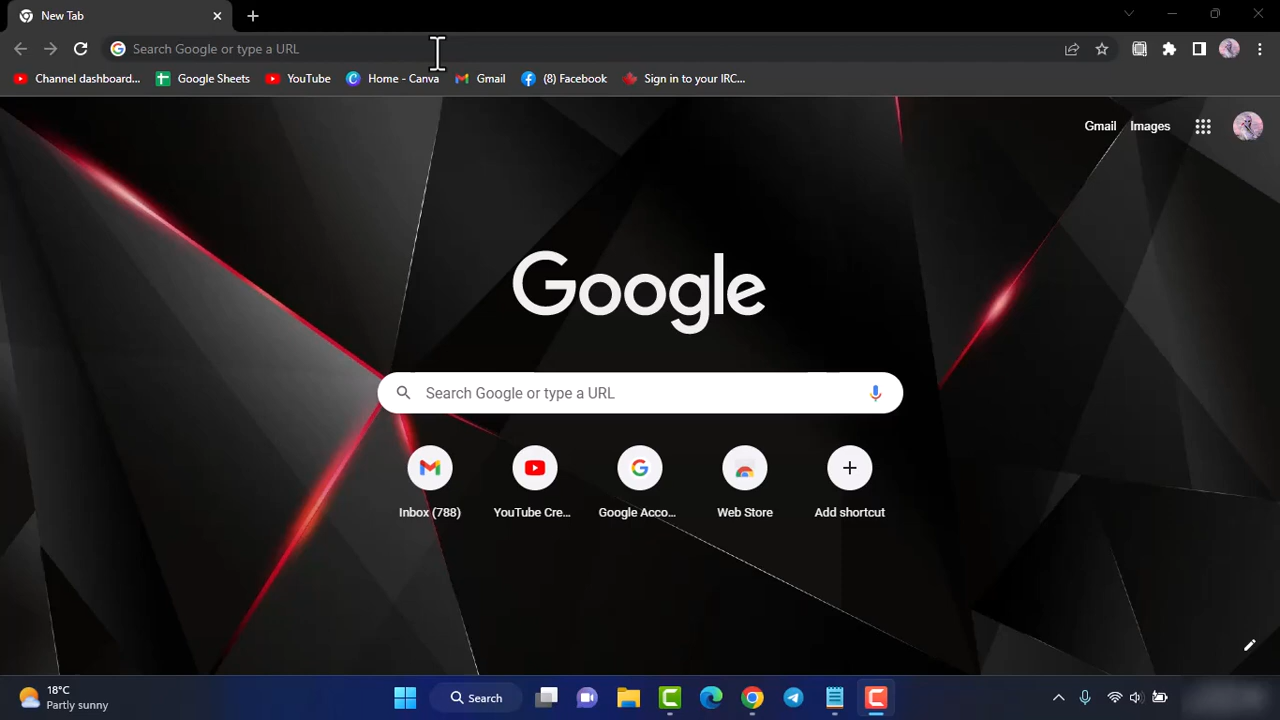 New Tab
Search Google or type a URL
Channel dashboard...
Google Sheets
YouTube
Home - Canva
Gmail
(8) Facebook
Sign in to your IRC...
Gmail
Images
Google
Search Google or type a URL
Inbox (788)
YouTube Cre...
Google Acco...
Web Store
Add shortcut
18°C
Partly sunny
Search